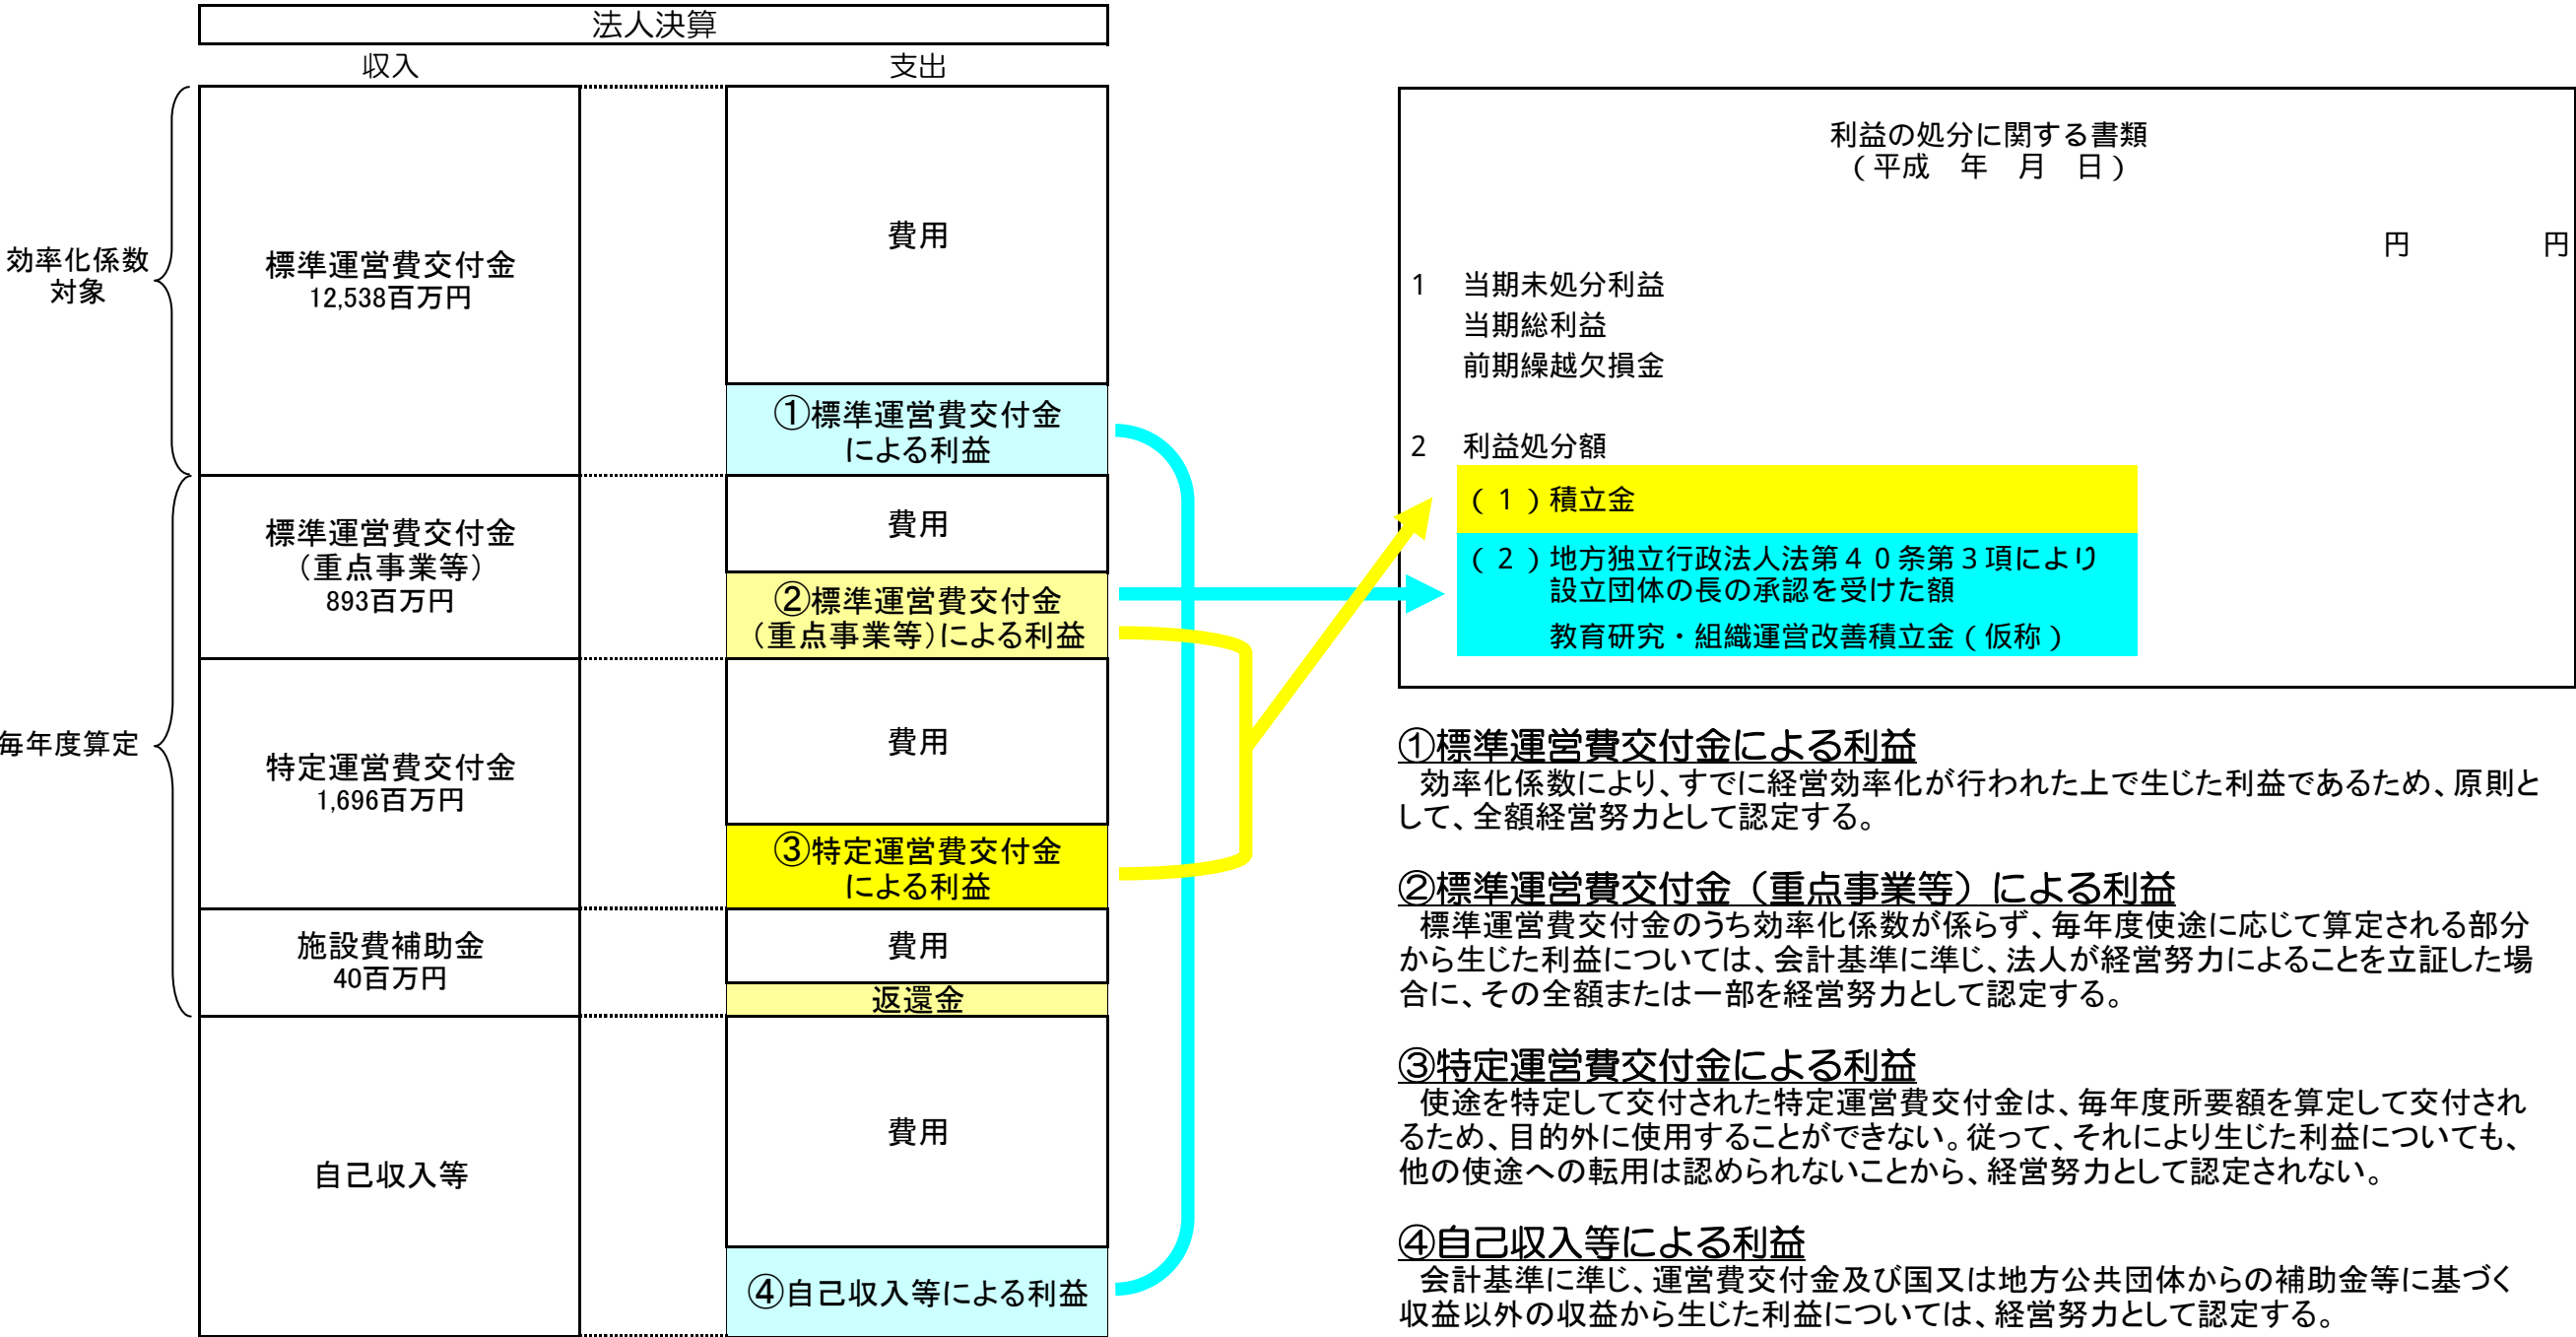 法人決算
収入
支出
効率化係数
対象
標準運営費交付金
12,538百万円
費用
①標準運営費交付金
による利益
毎年度算定
標準運営費交付金
（重点事業等）
893百万円
費用
②標準運営費交付金
（重点事業等）による利益
特定運営費交付金
1,696百万円
費用
③特定運営費交付金
による利益
施設費補助金
40百万円
費用
返還金
自己収入等
費用
④自己収入等による利益
利益の処分に関する書類
（平成　年　月　日）
円　円
1　当期未処分利益
当期総利益
前期繰越欠損金
2　利益処分額
（１）積立金
（２）地方独立行政法人法第４０条第３項により
設立団体の長の承認を受けた額
教育研究・組織運営改善積立金（仮称）
①標準運営費交付金による利益
効率化係数により、すでに経営効率化が行われた上で生じた利益であるため、原則と
して、全額経営努力として認定する。
②標準運営費交付金（重点事業等）による利益
標準運営費交付金のうち効率化係数が係らず、毎年度使途に応じて算定される部分
から生じた利益については、会計基準に準じ、法人が経営努力によることを立証した場
合に、その全額または一部を経営努力として認定する。
③特定運営費交付金による利益
使途を特定して交付された特定運営費交付金は、毎年度所要額を算定して交付され
るため、目的外に使用することができない。従って、それにより生じた利益についても、
他の使途への転用は認められないことから、経営努力として認定されない。
④自己収入等による利益
会計基準に準じ、運営費交付金及び国又は地方公共団体からの補助金等に基づく
収益以外の収益から生じた利益については、経営努力として認定する。